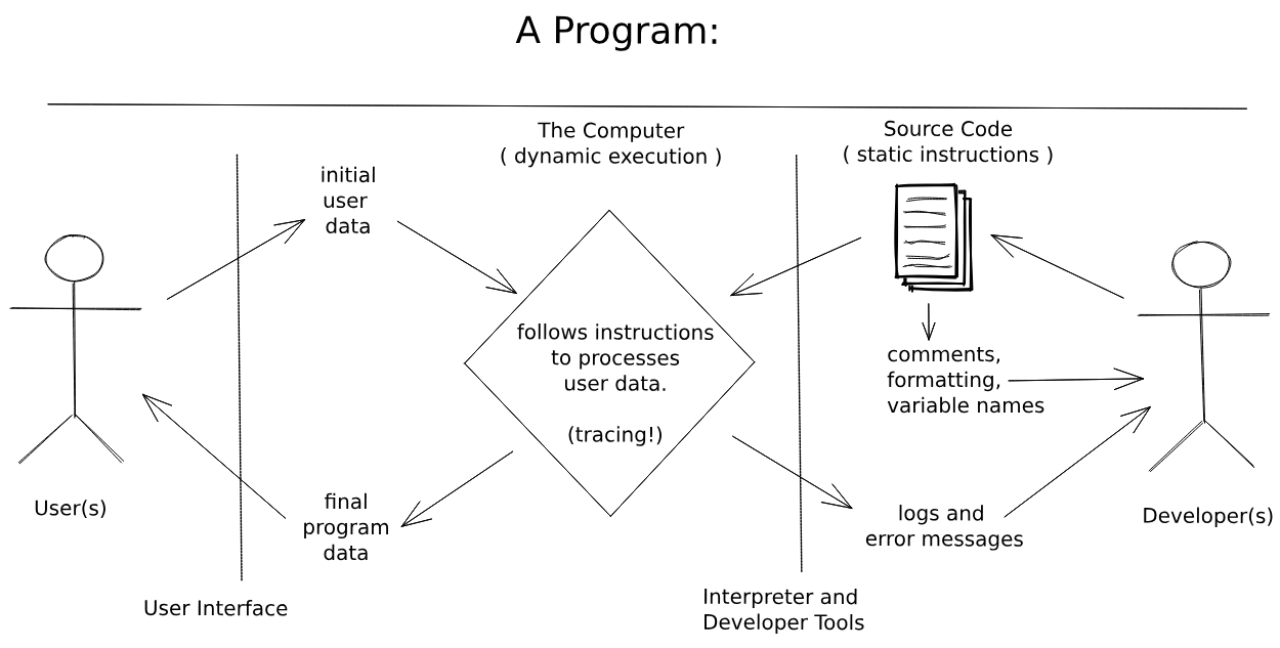 A Program:
The Computer
( dynamic execution )
Source Code
( static instructions )
initial
user
data
follows instructions
to processes
user data.
(tracing!)
comments,
formatting,
variable names
final
program
data
logs and
error messages
User(s)
Developer(s)
User Interface
Interpreter and
Developer Tools